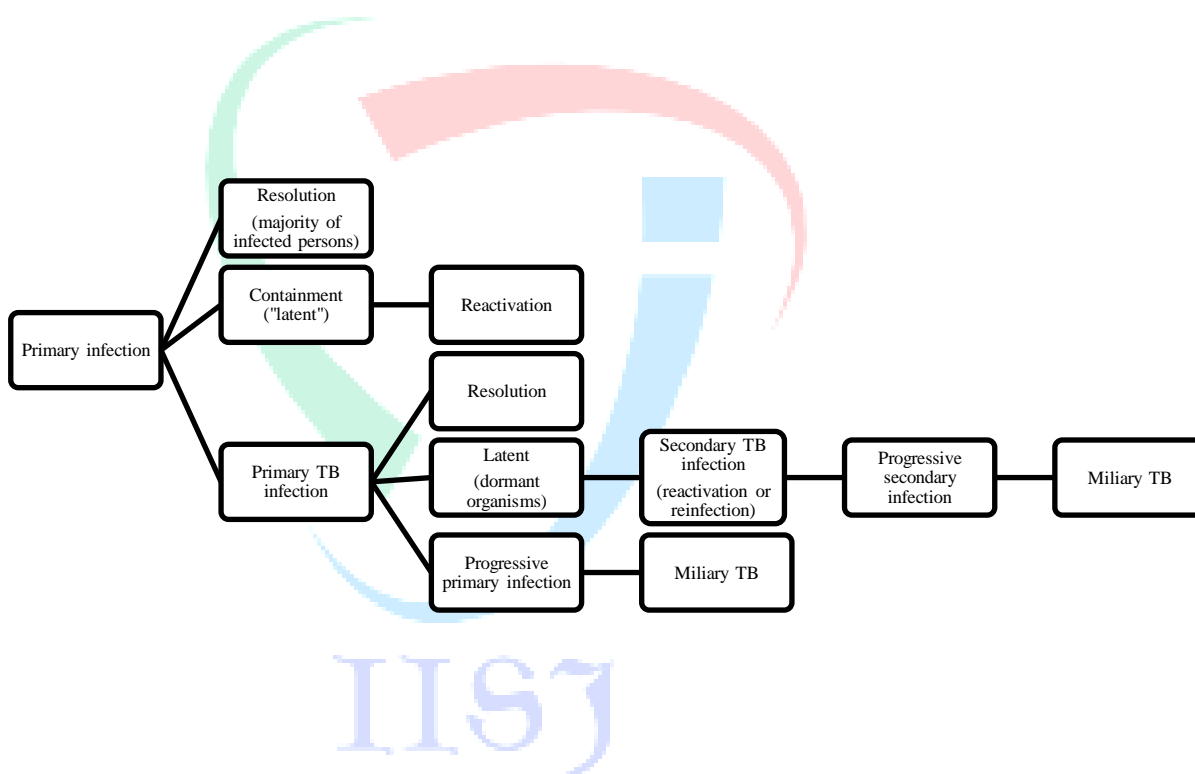 Resolution
(majority of
infected persons)
Containment
("latent")
Reactivation
Primary infection
Resolution
Primary TB
infection
Latent
(dormant
organisms)
Secondary TB
infection
(reactivation or
reinfection)
Progressive
secondary
infection
Miliary TB
Progressive
primary infection
Miliary TB
IISJ